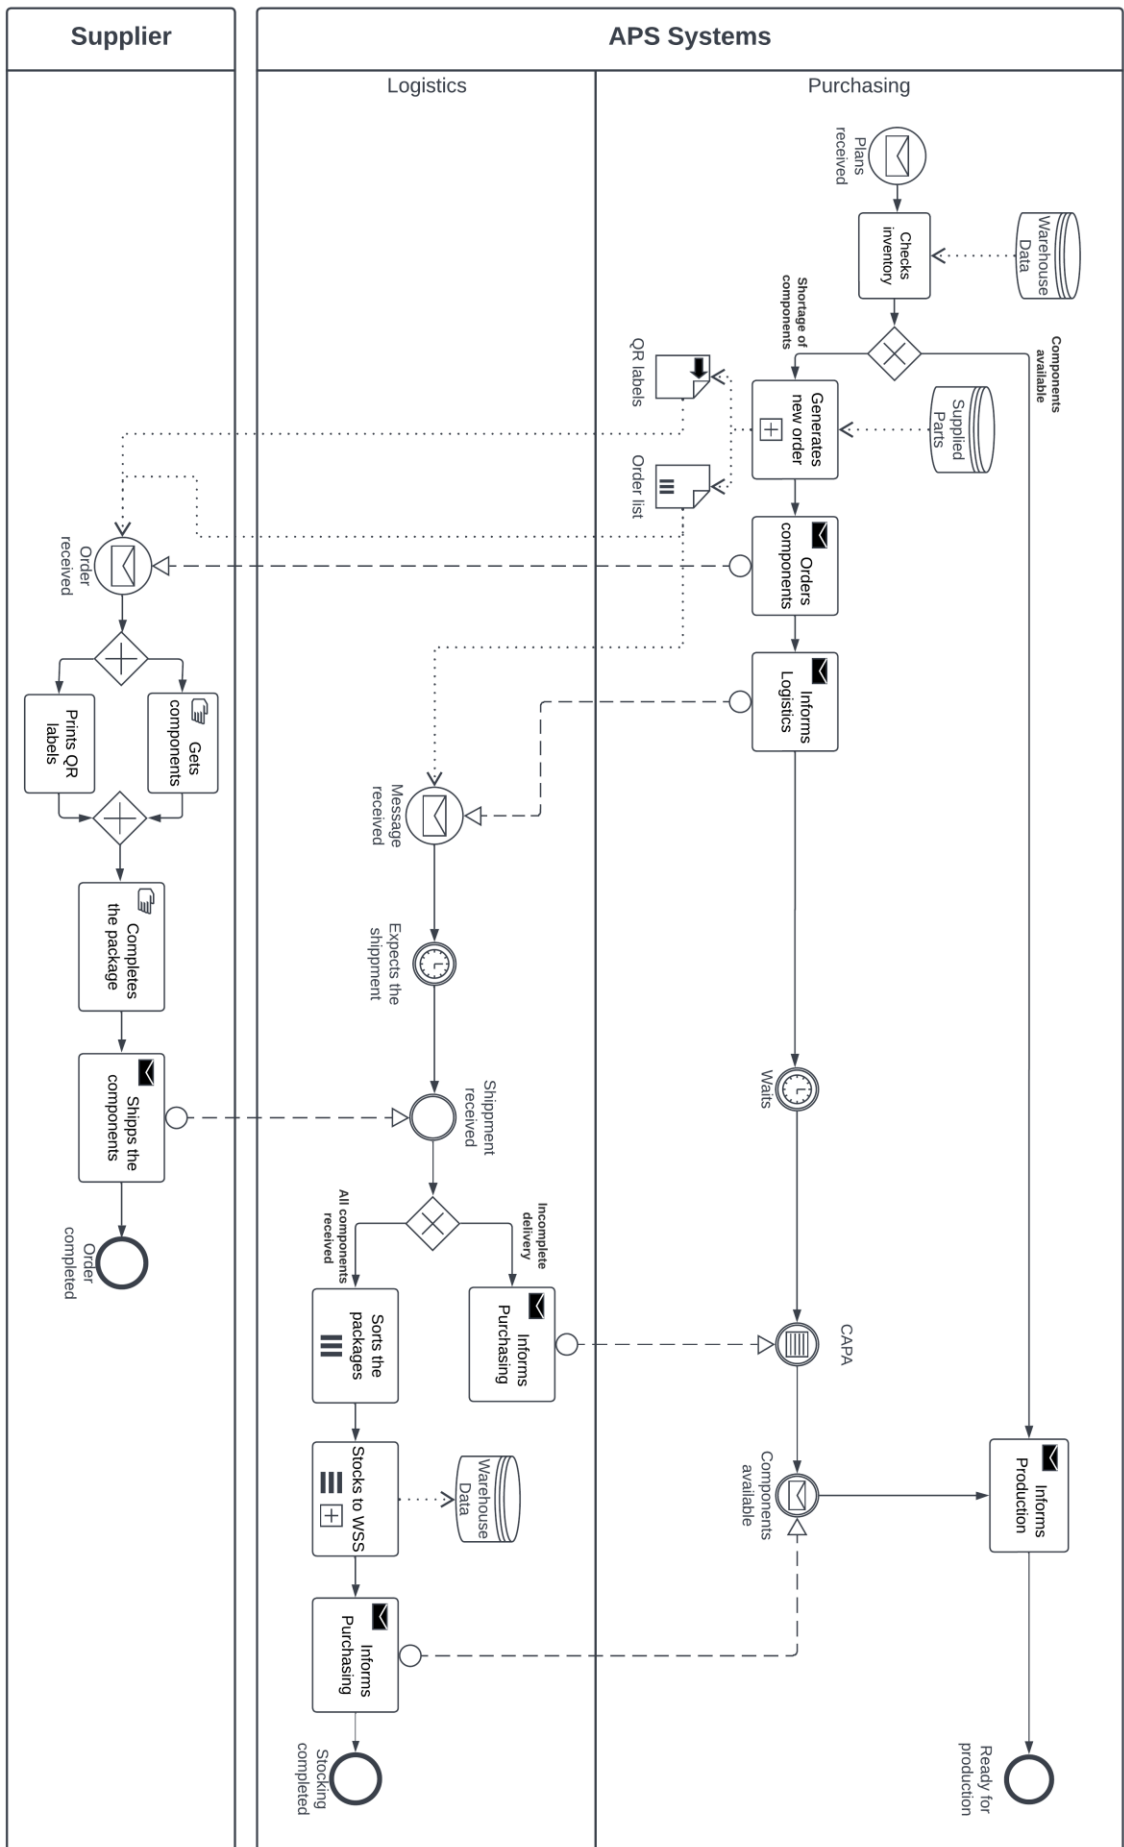 Supplier
APS Systems
Logistics
Purchasing
Plans
received
Checks
inventory
Warehouse
Data
Shortage of
components
Components
available
QR labels
Generates
new order
Supplied
Parts
Order list
Orders
components
Order
received
Informs
Logistics
Gets
components
Prints QR
labels
Message
received
Completes
the package
Expects the
shippment
Waits
Shipps the
components
Shippment
received
Order
completed
All components
received
Incomplete
delivery
Sorts the
packages
Informs
Purchasing
CAPA
Stocks to WSS
Warehouse
Data
Components
available
Informs
Production
Informs
Purchasing
Stocking
completed
Ready for
production